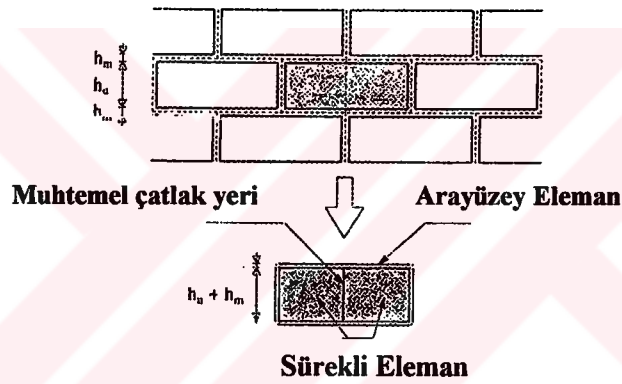 h_m
h_u
h_m
Muhtemel çatlak yeri
Arayüzey Eleman
h_u + h_m
Sürekli Eleman